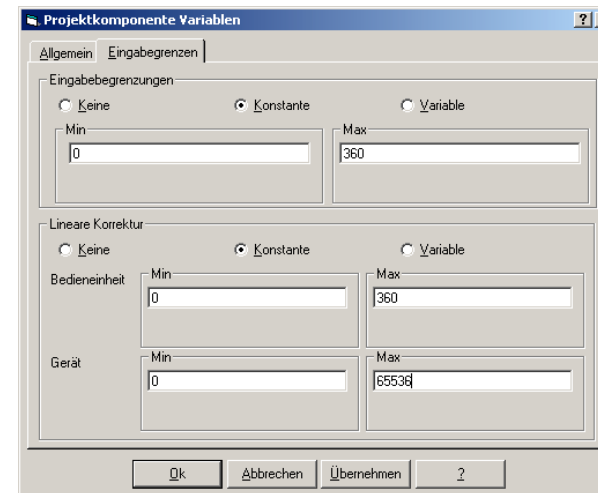 Projektkomponente Variablen ?
Allgemein Eingabegrenzen
Eingabebegrenzungen
Keine Konstante Variable
Min Max
0 360
Lineare Korrektur
Keine Konstante Variable
Bedieneinheit Min Max
0 360
Gerät Min Max
0 65536
Ok Abbrechen Übernehmen ?